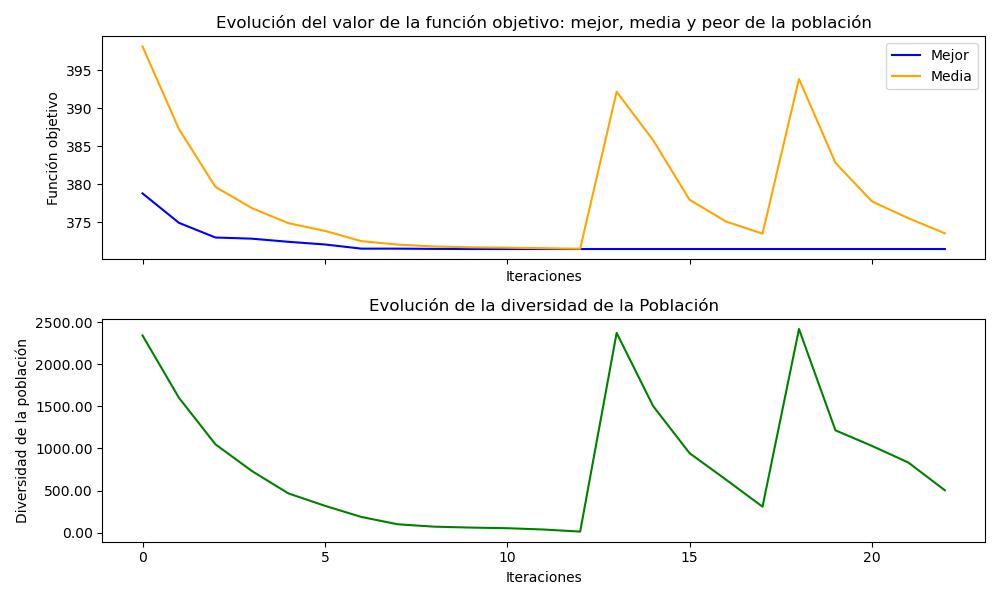 Evolución del valor de la función objetivo: mejor, media y peor de la población
Función objetivo
395
390
385
380
375
Mejor
Media
Iteraciones
Evolución de la diversidad de la Población
Diversidad de la población
2500.00
2000.00
1500.00
1000.00
500.00
0.00
0 5 10 15 20
Iteraciones